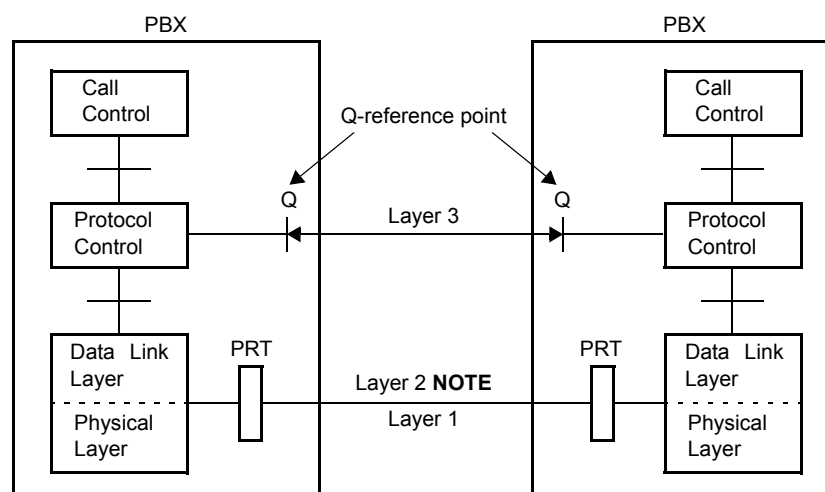 PBX
PBX
Call
Control
Call
Control
Q-reference point
Q
Q
Protocol
Control
Layer 3
Protocol
Control
Data Link
Layer
PRT
PRT
Data Link
Layer
Layer 2 NOTE
Physical
Layer
Layer 1
Physical
Layer